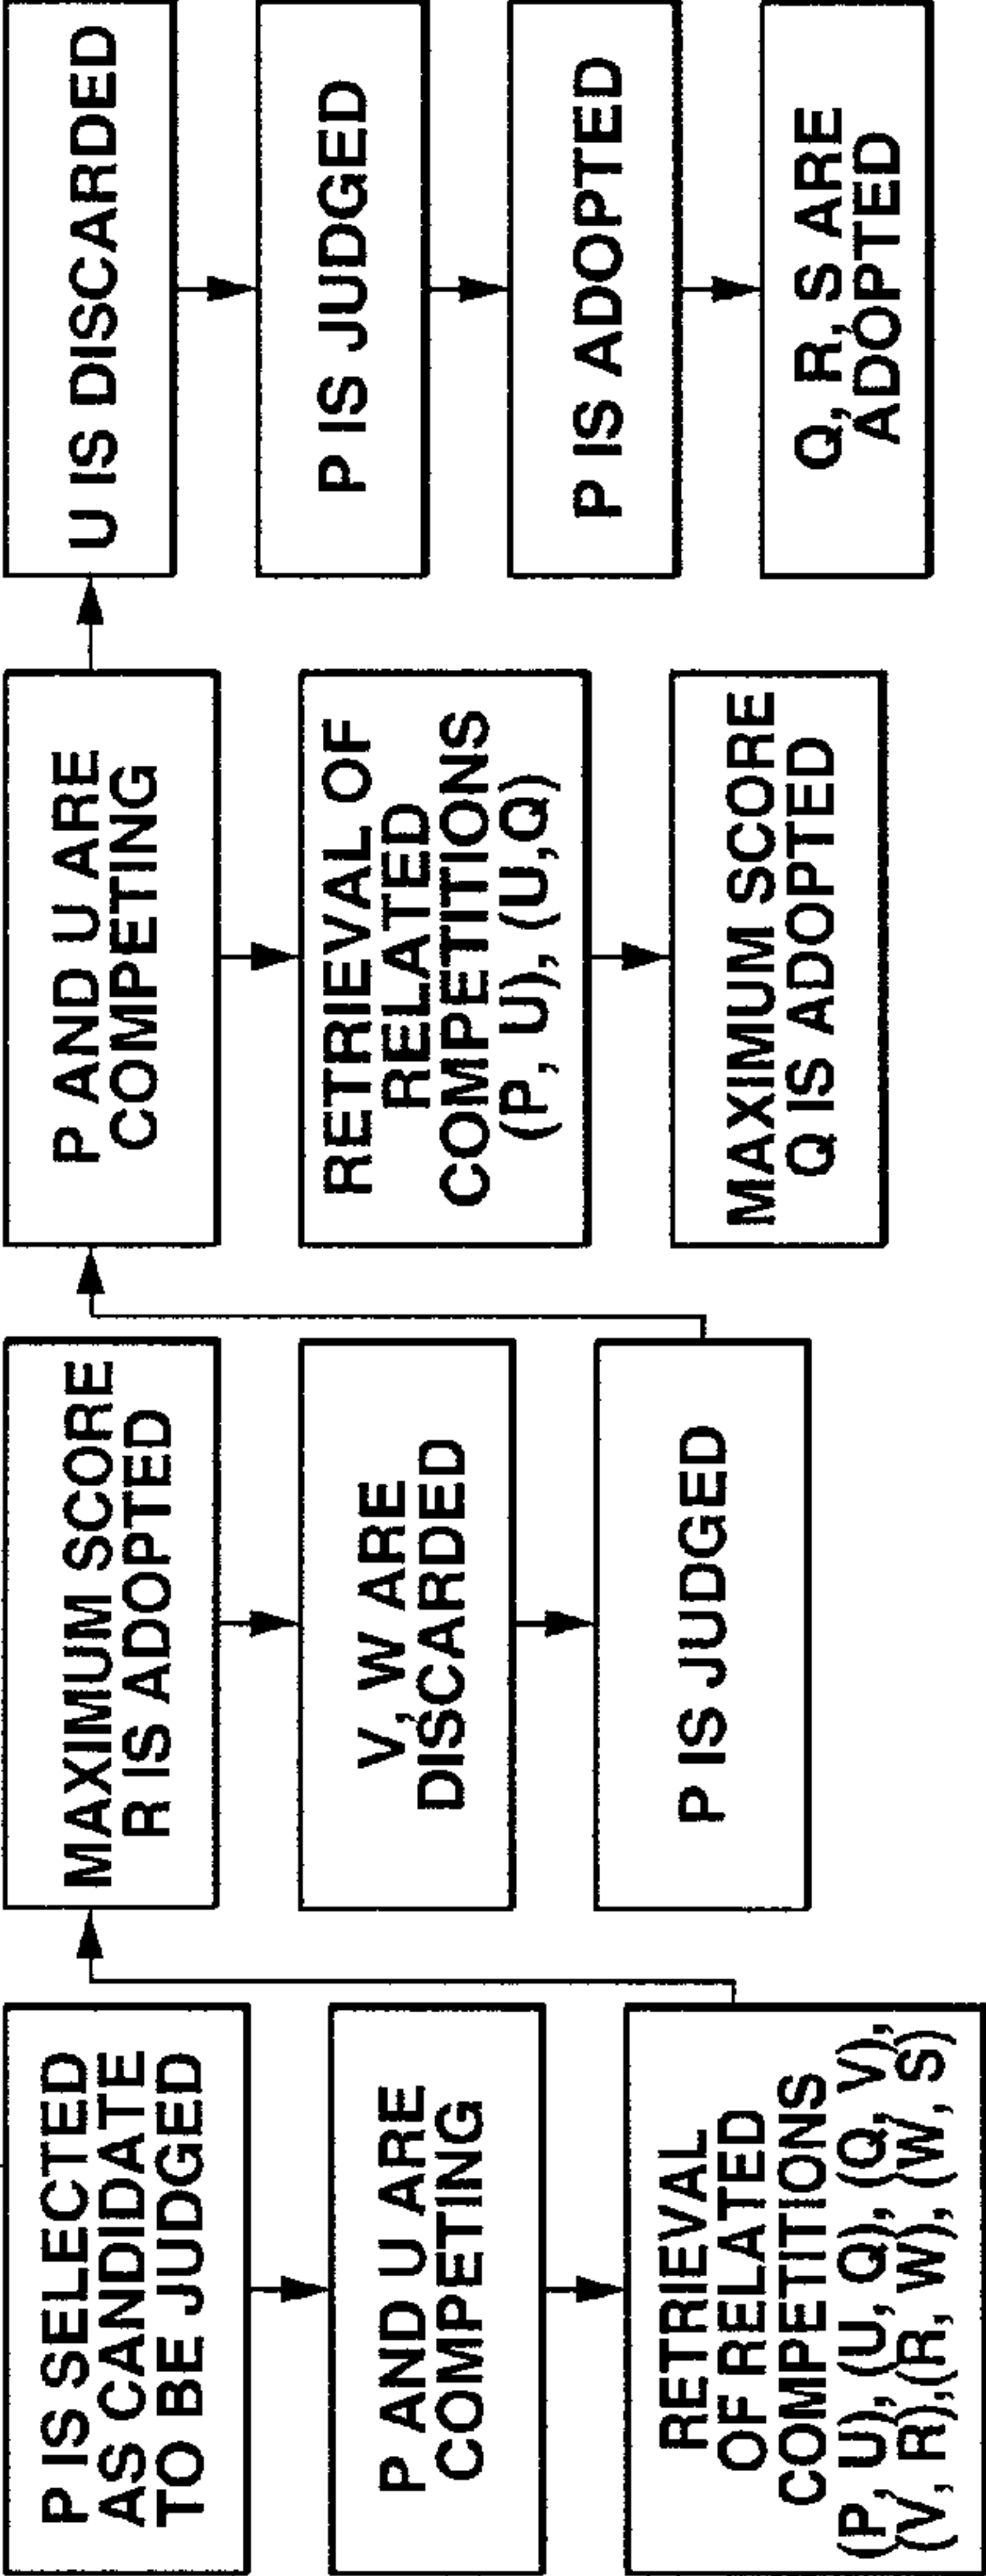 P IS SELECTED
AS CANDIDATE
TO BE JUDGED
P AND U ARE
COMPETING
RETRIEVAL
OF RELATED
COMPETITIONS
(P, U), (U, Q), (Q, V),
(V, R),(R, W), (W, S)
MAXIMUM SCORE
R IS ADOPTED
V, W ARE
DISCARDED
P IS JUDGED
P AND U ARE
COMPETING
RETRIEVAL OF
RELATED
COMPETITIONS
(P, U), (U,Q)
MAXIMUM SCORE
Q IS ADOPTED
U IS DISCARDED
P IS JUDGED
P IS ADOPTED
Q, R, S ARE
ADOPTED